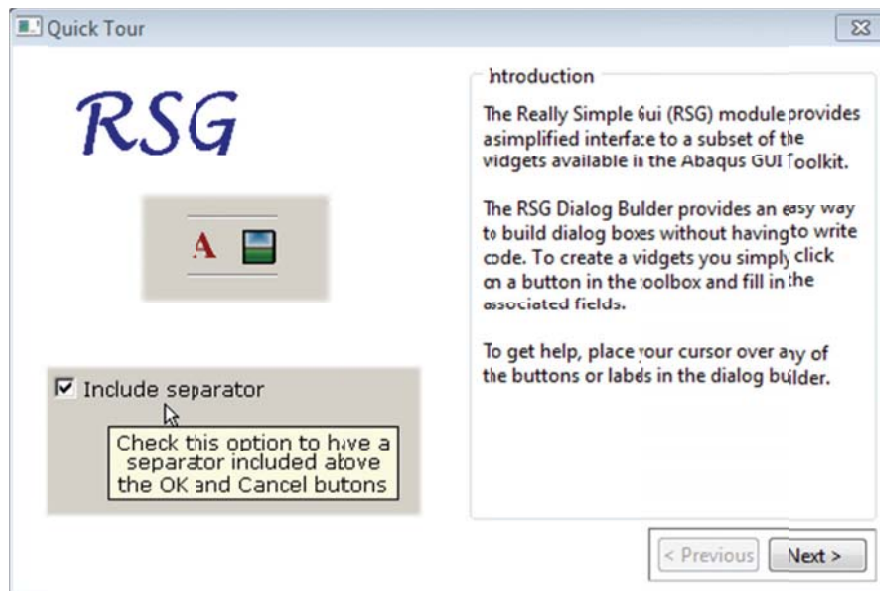 Quick Tour
RSG
A
Include separator
Check this option to have a
separator included above
the OK and Cancel butons
Introduction
The Really Simple Gui (RSG) module provides
asimplified interface to a subset of the
widgets available in the Abaqus GUI Toolkit.
The RSG Dialog Bulder provides an easy way
to build dialog boxes without having to write
code. To create a widgets you simply click
on a button in the toolbox and fill in the
associated fields.
To get help, place your cursor over any of
the buttons or labels in the dialog builder.
< Previous
Next >